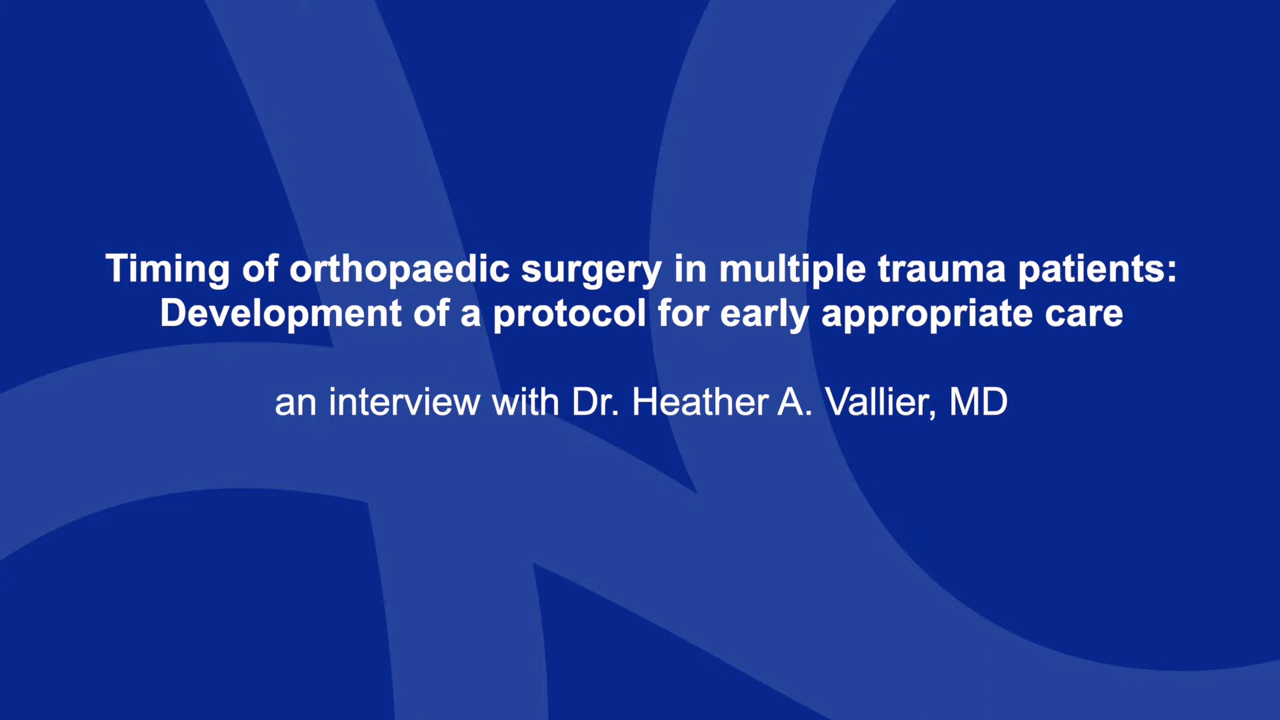 Timing of orthopaedic surgery in multiple trauma patients:
Development of a protocol for early appropriate care
an interview with Dr. Heather A. Vallier, MD